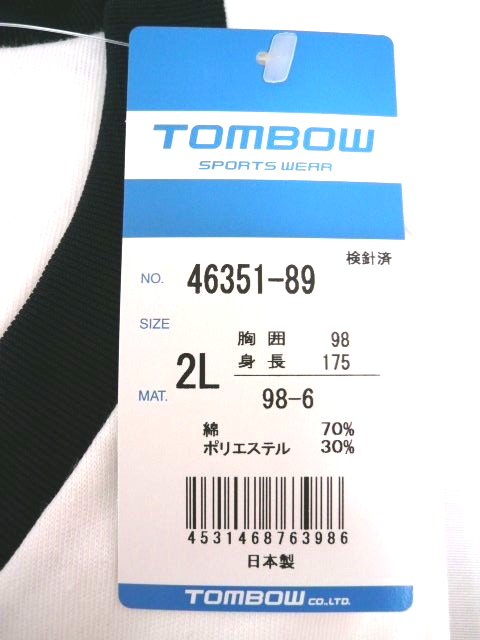 TOMBOW
SPORTS WEAR
検針済
NO. 46351-89
SIZE
2L
胸囲 98
身長 175
MAT.
98-6
綿 70%
ポリエステル 30%
4531468763986
日本製
TOMBOW CO.,LTD.